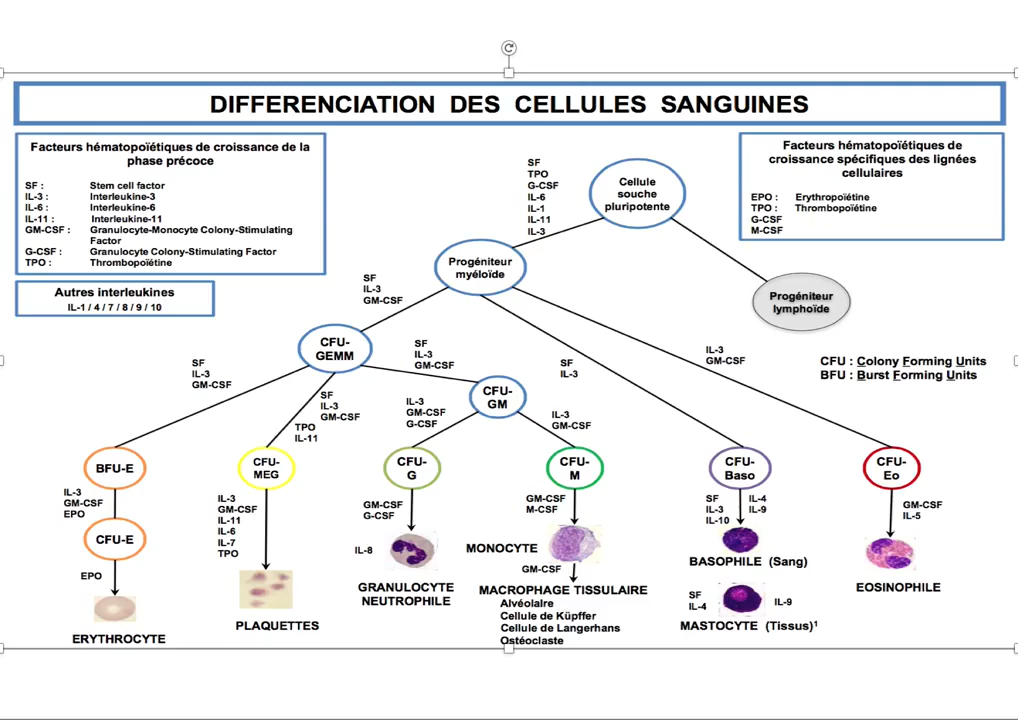 DIFFERENCIATION DES CELLULES SANGUINES
Facteurs hématopoïétiques de croissance de la
phase précoce
SF : Stem cell factor
IL-3 : Interleukine-3
IL-6 : Interleukine-6
IL-11 : Interleukine-11
GM-CSF : Granulocyte-Monocyte Colony-Stimulating
Factor
G-CSF : Granulocyte Colony-Stimulating Factor
TPO : Thrombopoïétine
Autres interleukines
IL-1 / 4 / 7 / 8 / 9 / 10
Facteurs hématopoïétiques de
croissance spécifiques des lignées
cellulaires
EPO : Erythropoïétine
TPO : Thrombopoïétine
G-CSF
M-CSF
SF
TPO
G-CSF
IL-6
IL-1
IL-11
IL-3
Cellule
souche
pluripotente
Progéniteur
myéloïde
Progéniteur
lymphoïde
SF
IL-3
GM-CSF
CFU-
GEMM
CFU : Colony Forming Units
BFU : Burst Forming Units
SF
IL-3
GM-CSF
SF
IL-3
GM-CSF
TPO
IL-11
SF
IL-3
GM-CSF
CFU-
GM
IL-3
GM-CSF
G-CSF
IL-3
GM-CSF
SF
IL-3
IL-3
GM-CSF
BFU-E
CFU-
MEG
CFU-
G
CFU-
M
CFU-
Baso
CFU-
Eo
IL-3
GM-CSF
EPO
CFU-E
EPO
ERYTHROCYTE
IL-3
GM-CSF
IL-11
IL-6
IL-7
TPO
PLAQUETTES
GM-CSF
G-CSF
IL-8
GRANULOCYTE
NEUTROPHILE
GM-CSF
M-CSF
MONOCYTE
GM-CSF
MACROPHAGE TISSULAIRE
Alvéolaire
Cellule de Küpffer
Cellule de Langerhans
Ostéoclaste
SF
IL-3
IL-10
IL-4
IL-9
BASOPHILE (Sang)
SF
IL-4
IL-9
MASTOCYTE (Tissus)¹
GM-CSF
IL-5
EOSINOPHILE